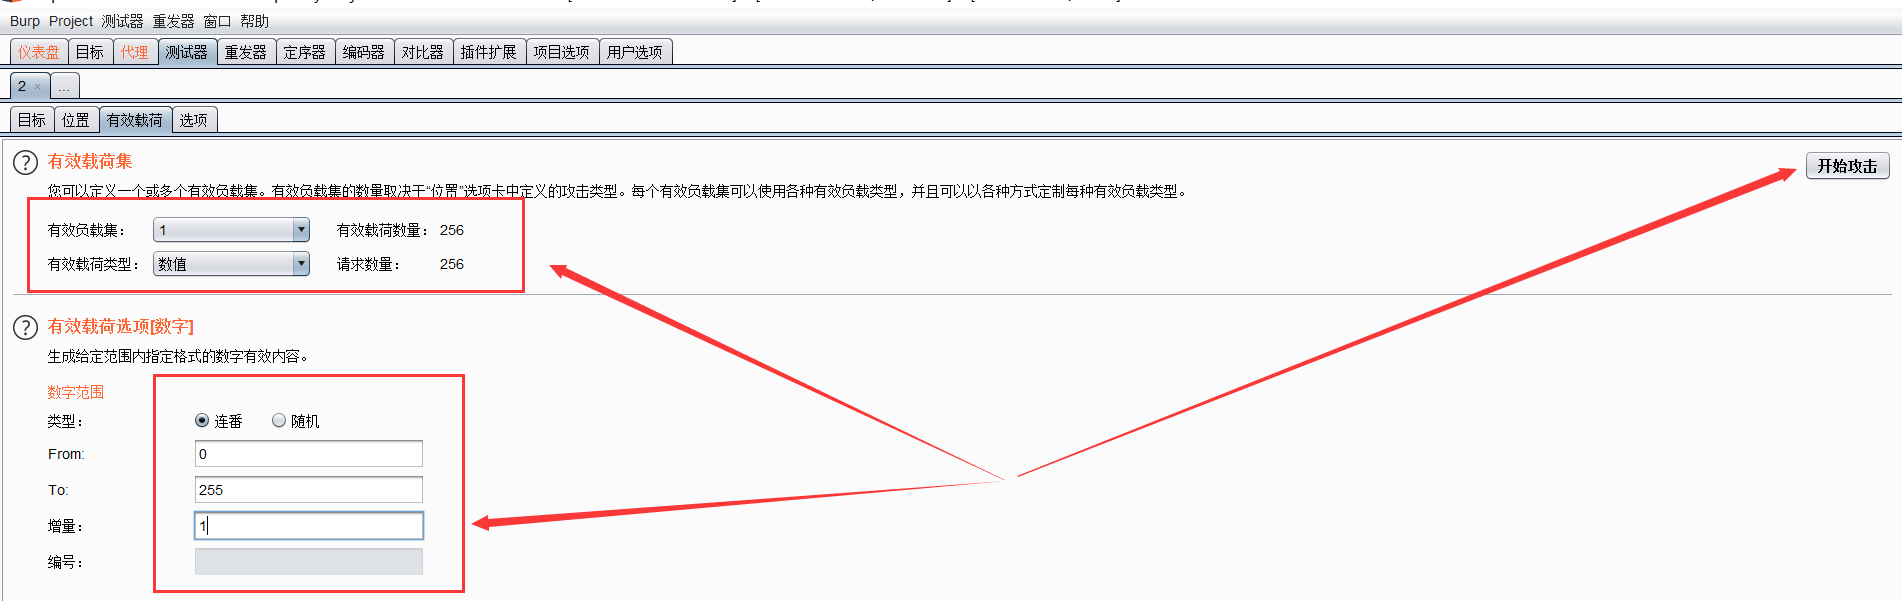 Burp Project 测试器 重发器 窗口 帮助
仪表盘 目标 代理 测试器 重发器 定序器 编码器 对比器 插件扩展 项目选项 用户选项
2 × ...
目标 位置 有效载荷 选项
? 有效载荷集
开始攻击
您可以定义一个或多个有效负载集。有效负载集的数量取决于“位置”选项卡中定义的攻击类型。每个有效负载集可以使用各种有效负载类型，并且可以以各种方式定制每种有效负载类型。
有效负载集： 1 有效载荷数量： 256
有效载荷类型： 数值 请求数量： 256
? 有效载荷选项[数字]
生成给定范围内指定格式的数字有效内容。
数字范围
类型： 连番 随机
From: 0
To: 255
增量： 1
编号：